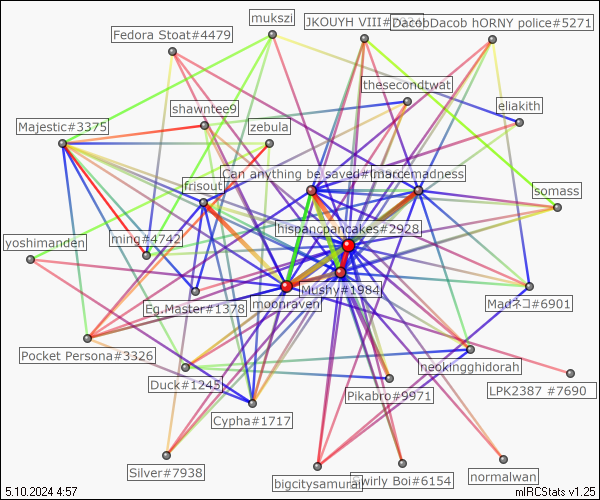 mukszi
JKOUYH VIII#
DacobDacob hORNY police#5271
Fedora Stoat#4479
thesecondtwat
eliakith
shawntee9
Majestic#3375
zebula
Can anything be saved#
marcemadness
frisout
somass
hispancpancakes#2928
yoshimanden
ming#4742
Mushy#1984
Eg.Master#1378
moonraven
Madネコ#6901
Pocket Persona#3326
neokingghidorah
LPK2387 #7690
Duck#1245
Pikabro#9971
Cypha#1717
Silver#7938
bigcitysamurai
wirly Boi#6154
normalwan
5.10.2024 4:57
mIRCStats v1.25